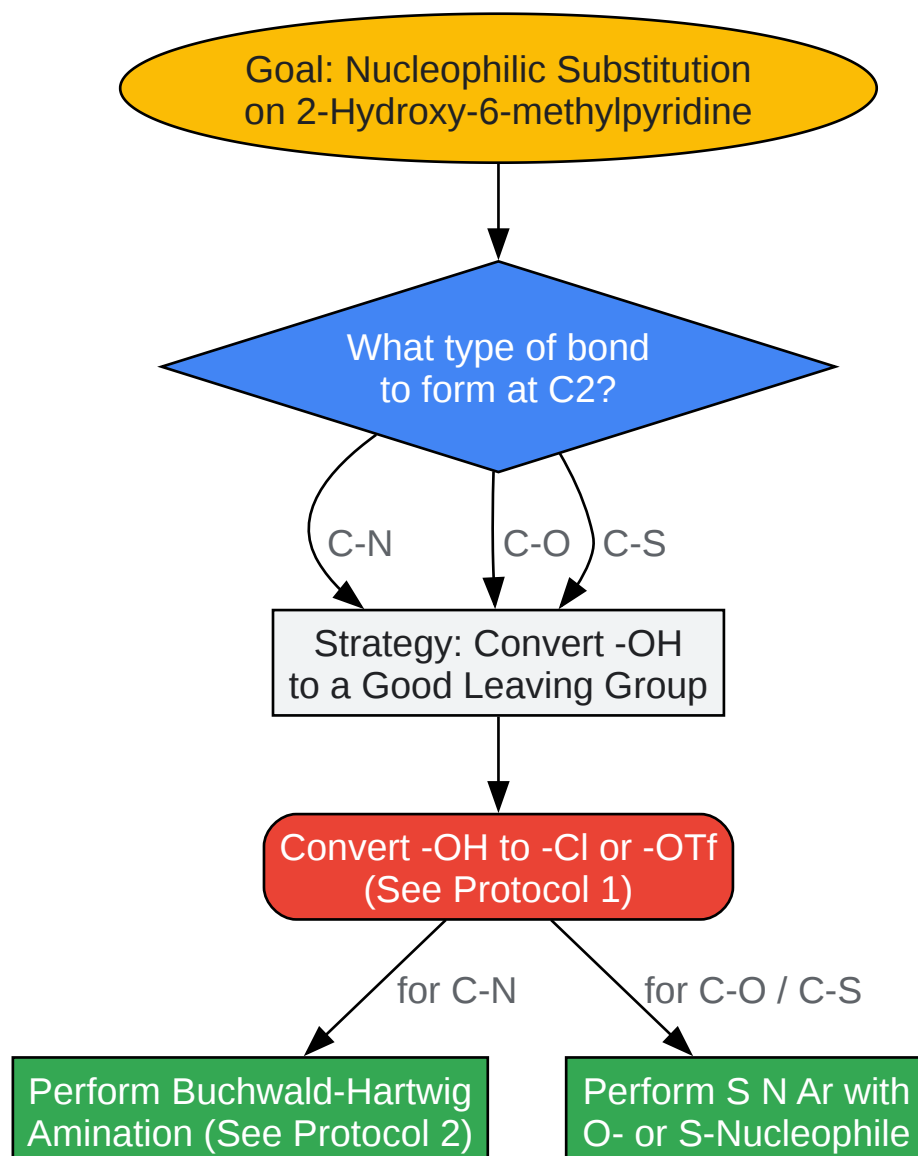 Goal: Nucleophilic Substitution
on 2-Hydroxy-6-methylpyridine
What type of bond
to form at C2?
C-N
C-O
C-S
Strategy: Convert -OH
to a Good Leaving Group
Convert -OH to -Cl or -OTf
(See Protocol 1)
for C-N
for C-O / C-S
Perform Buchwald-Hartwig
Amination (See Protocol 2)
Perform S N Ar with
O- or S-Nucleophile